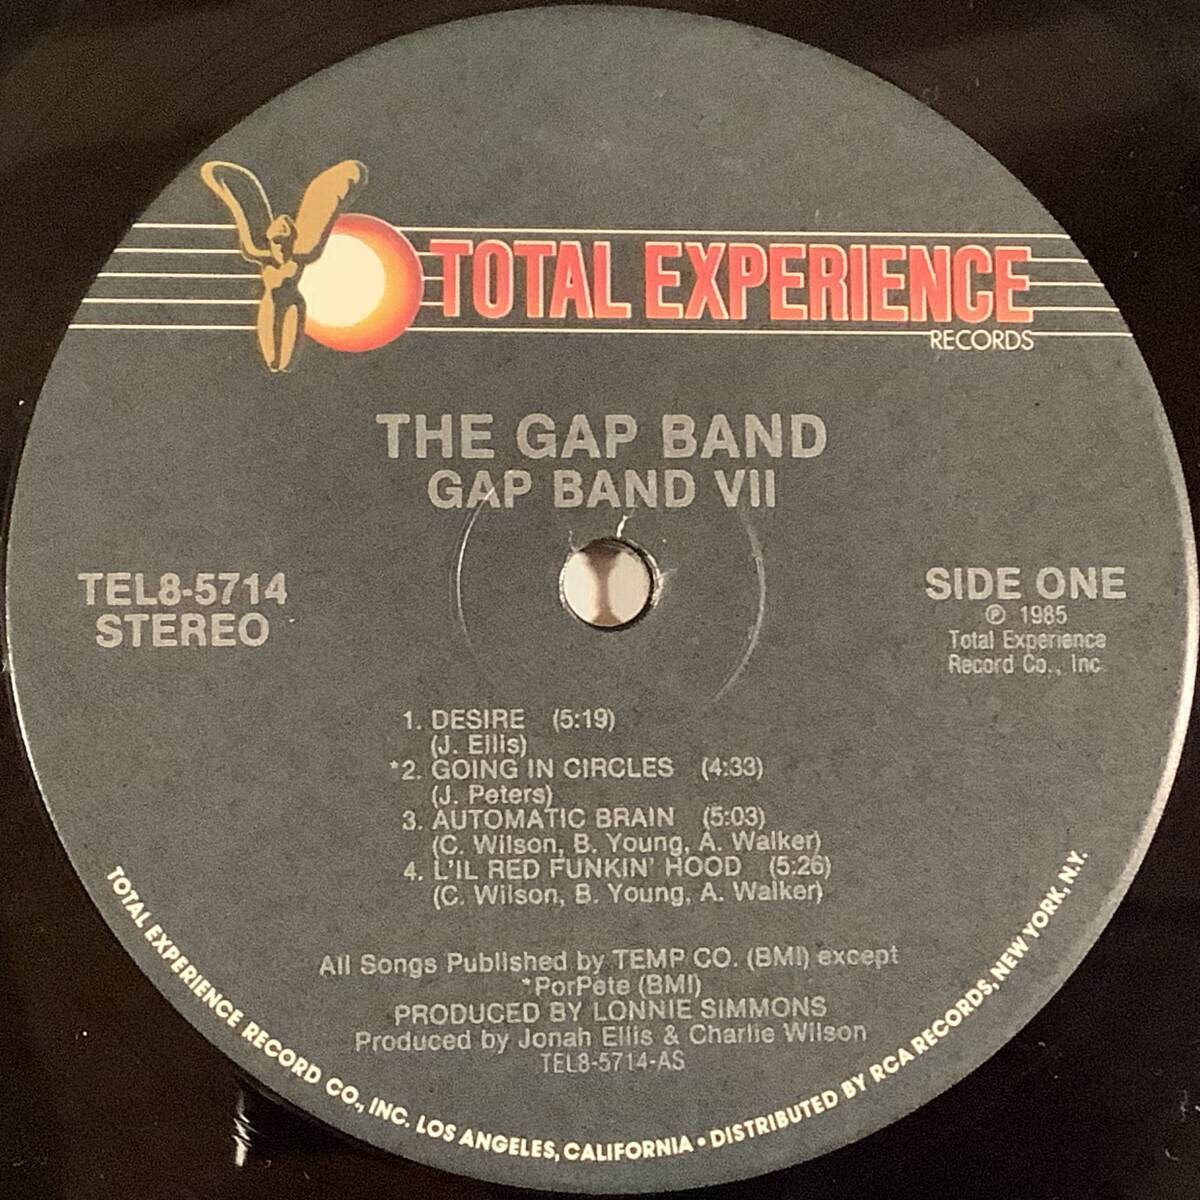 TOTAL EXPERIENCE
RECORDS
THE GAP BAND
GAP BAND VII
TEL8-5714
STEREO
SIDE ONE
℗ 1985
Total Experience
Record Co., Inc
1. DESIRE (5:19)
(J. Ellis)
*2. GOING IN CIRCLES (4:33)
(J. Peters)
3. AUTOMATIC BRAIN (5:03)
(C. Wilson, B. Young, A. Walker)
4. L'IL RED FUNKIN' HOOD (5:26)
(C. Wilson, B. Young, A. Walker)
All Songs Published by TEMP CO. (BMI) except
*PorPete (BMI)
PRODUCED BY LONNIE SIMMONS
Produced by Jonah Ellis & Charlie Wilson
TEL8-5714-AS
TOTAL EXPERIENCE RECORD CO., INC. LOS ANGELES, CALIFORNIA • DISTRIBUTED BY RCA RECORDS, NEW YORK, N.Y.